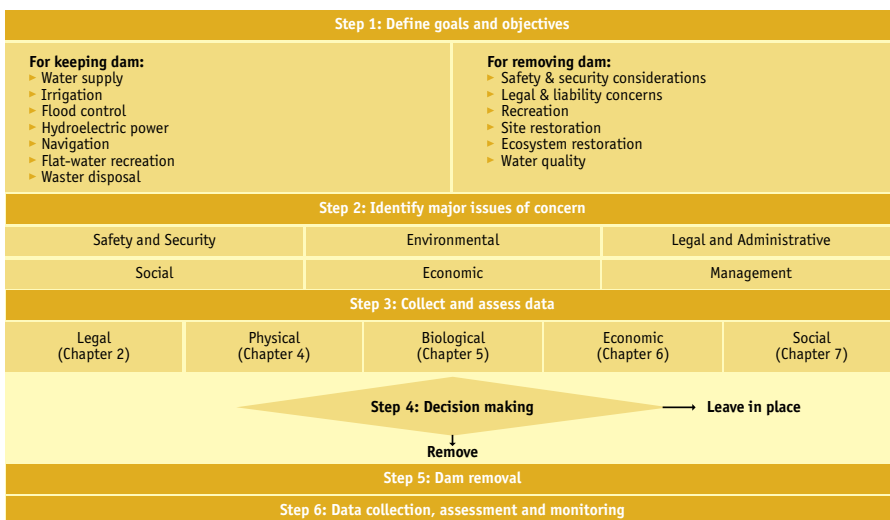 Step 1: Define goals and objectives
For keeping dam:
► Water supply
► Irrigation
► Flood control
► Hydroelectric power
► Navigation
► Flat-water recreation
► Waster disposal
For removing dam:
► Safety & security considerations
► Legal & liability concerns
► Recreation
► Site restoration
► Ecosystem restoration
► Water quality
Step 2: Identify major issues of concern
Safety and Security
Environmental
Legal and Administrative
Social
Economic
Management
Step 3: Collect and assess data
Legal
(Chapter 2)
Physical
(Chapter 4)
Biological
(Chapter 5)
Economic
(Chapter 6)
Social
(Chapter 7)
Step 4: Decision making
Leave in place
Remove
Step 5: Dam removal
Step 6: Data collection, assessment and monitoring